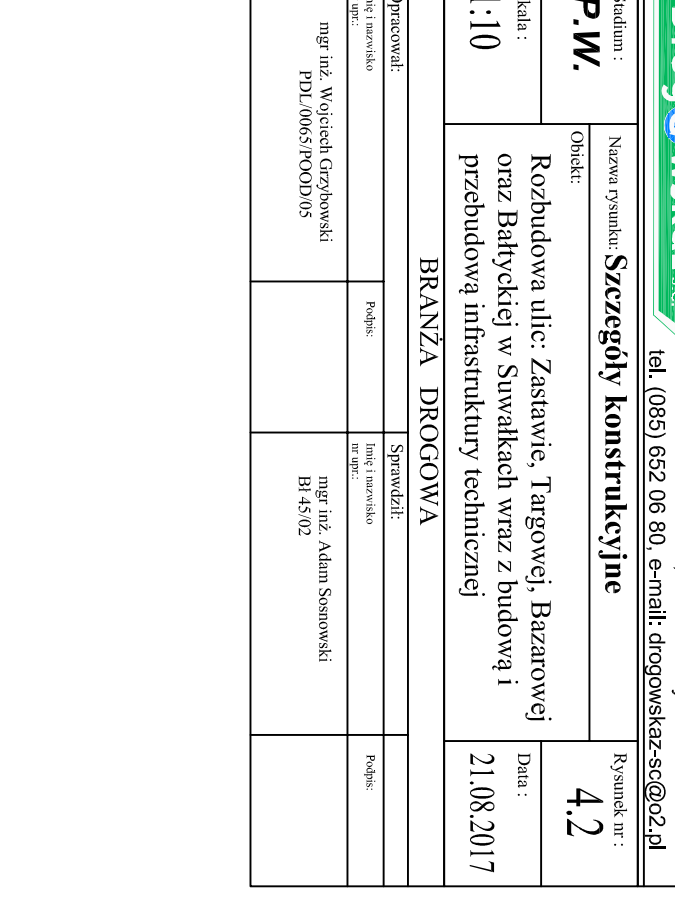 tel. (085) 652 06 80, e-mail: drogowskaz-sc@o2.pl
P.W.
Nazwa rysunku: Szczegóły konstrukcyjne
Rysunek nr :
4.2
Obiekt:
1:10
Rozbudowa ulic: Zastawie, Targowej, Bazarowej
oraz Bałtyckiej w Suwałkach wraz z budową i
przebudową infrastruktury technicznej
Data :
21.08.2017
BRANŻA DROGOWA
Opracował:
Sprawdził:
nazwisko
upr.:
Podpis:
Imię i nazwisko
nr upr.:
Podpis:
mgr inż. Wojciech Grzybowski
PDL/0065/POOD/05
mgr inż. Adam Sosnowski
Bł 45/02